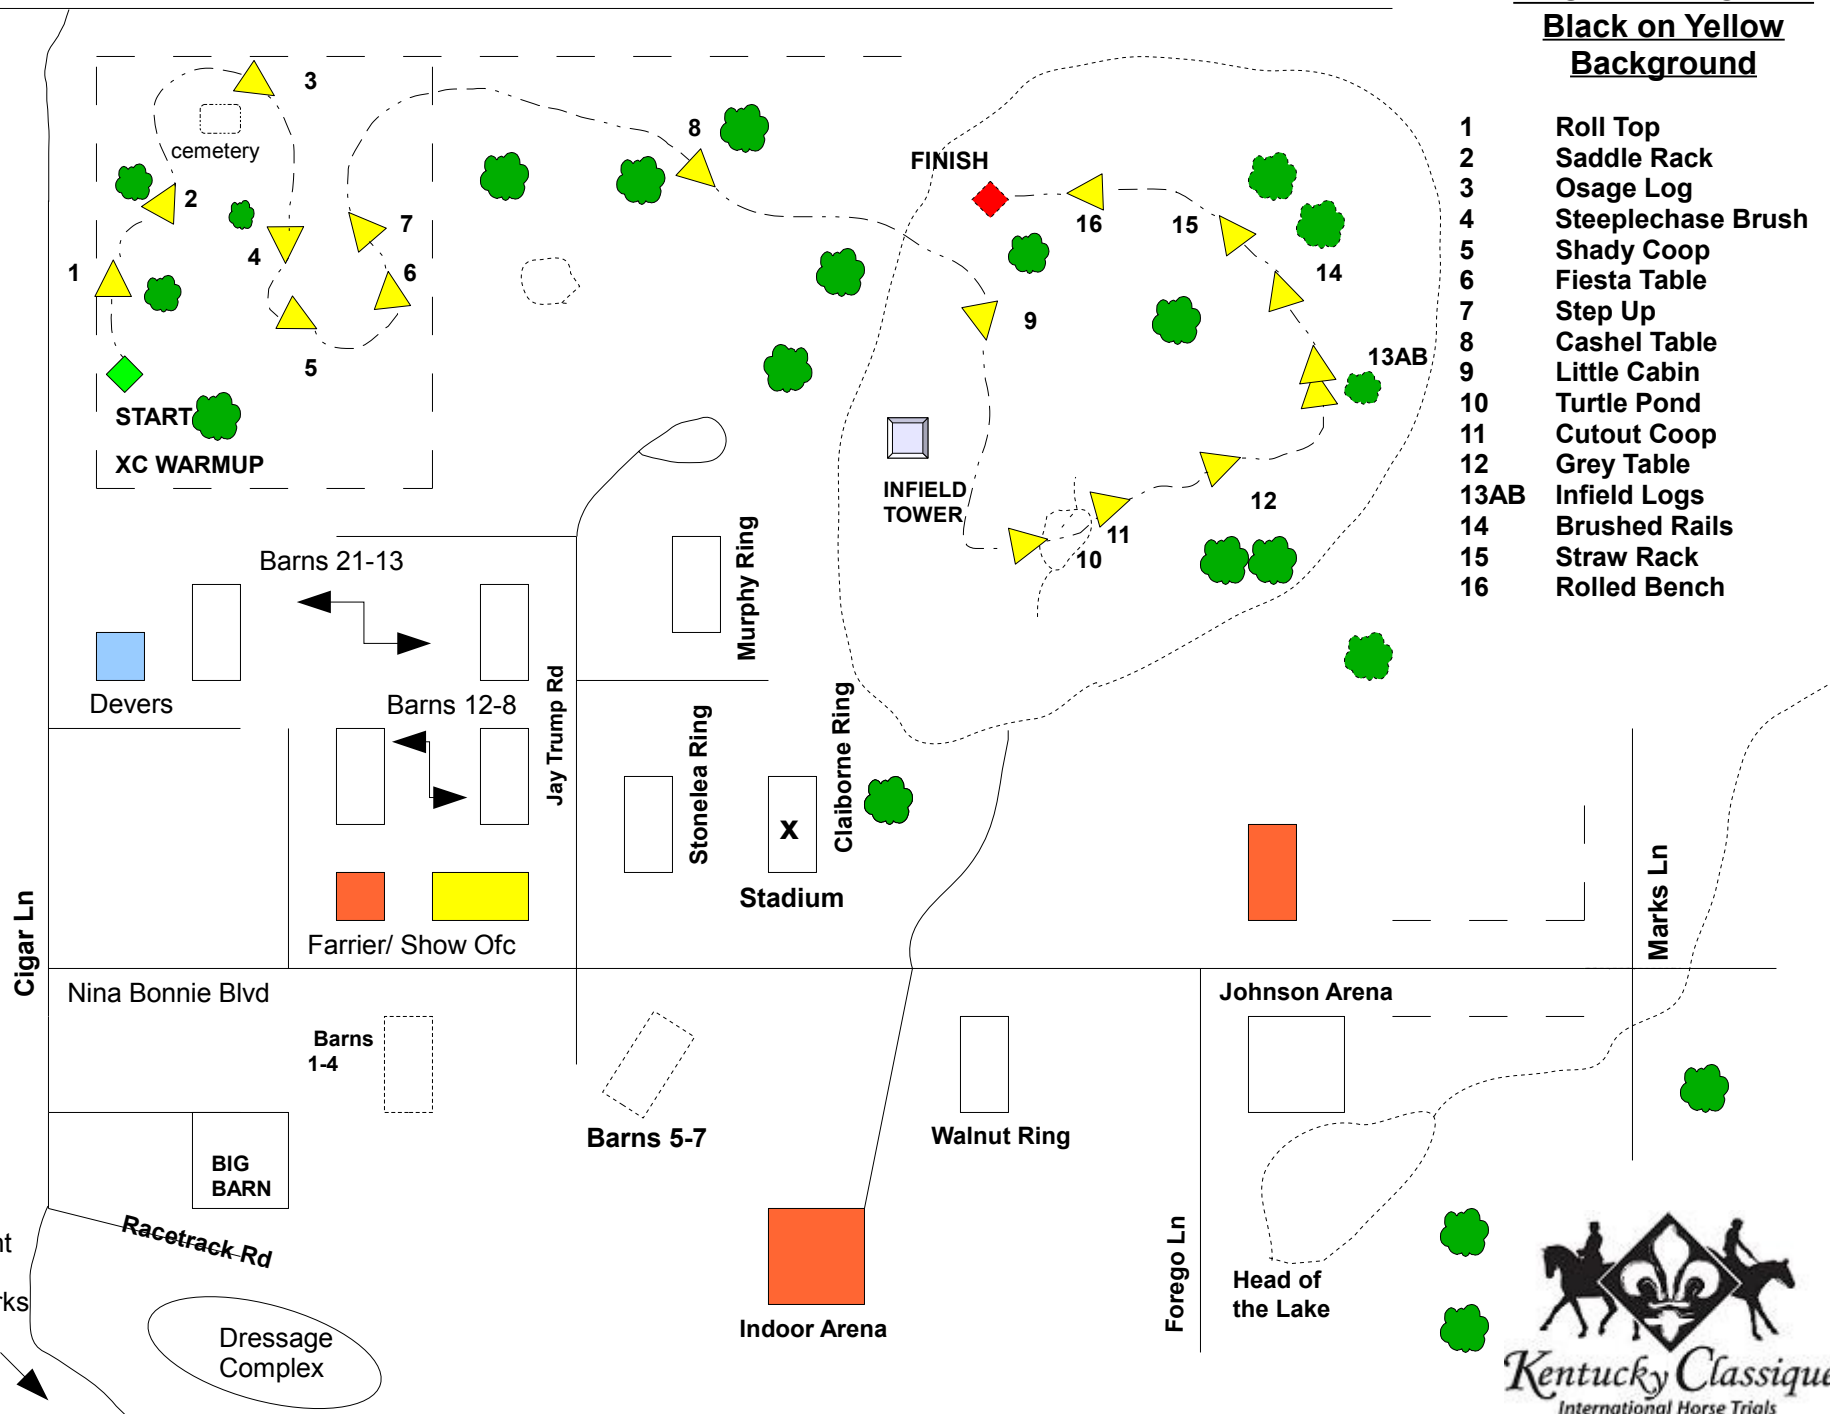 Black on Yellow
Background
1 Roll Top
2 Saddle Rack
3 Osage Log
4 Steeplechase Brush
5 Shady Coop
6 Fiesta Table
7 Step Up
8 Cashel Table
9 Little Cabin
10 Turtle Pond
11 Cutout Coop
12 Grey Table
13AB Infield Logs
14 Brushed Rails
15 Straw Rack
16 Rolled Bench
3
cemetery
2
1
4
7
6
5
START
XC WARMUP
8
FINISH
16
15
14
9
13AB
INFIELD
TOWER
12
11
10
Barns 21-13
Murphy Ring
Devers
Barns 12-8
Jay Trump Rd
Stonelea Ring
Claiborne Ring
x
Stadium
Farrier/ Show Ofc
Cigar Ln
Marks Ln
Nina Bonnie Blvd
Johnson Arena
Barns
1-4
Barns 5-7
Walnut Ring
BIG
BARN
Racetrack Rd
Forego Ln
Head of
the Lake
Indoor Arena
Dressage
Complex
Kentucky Classique
International Horse Trials